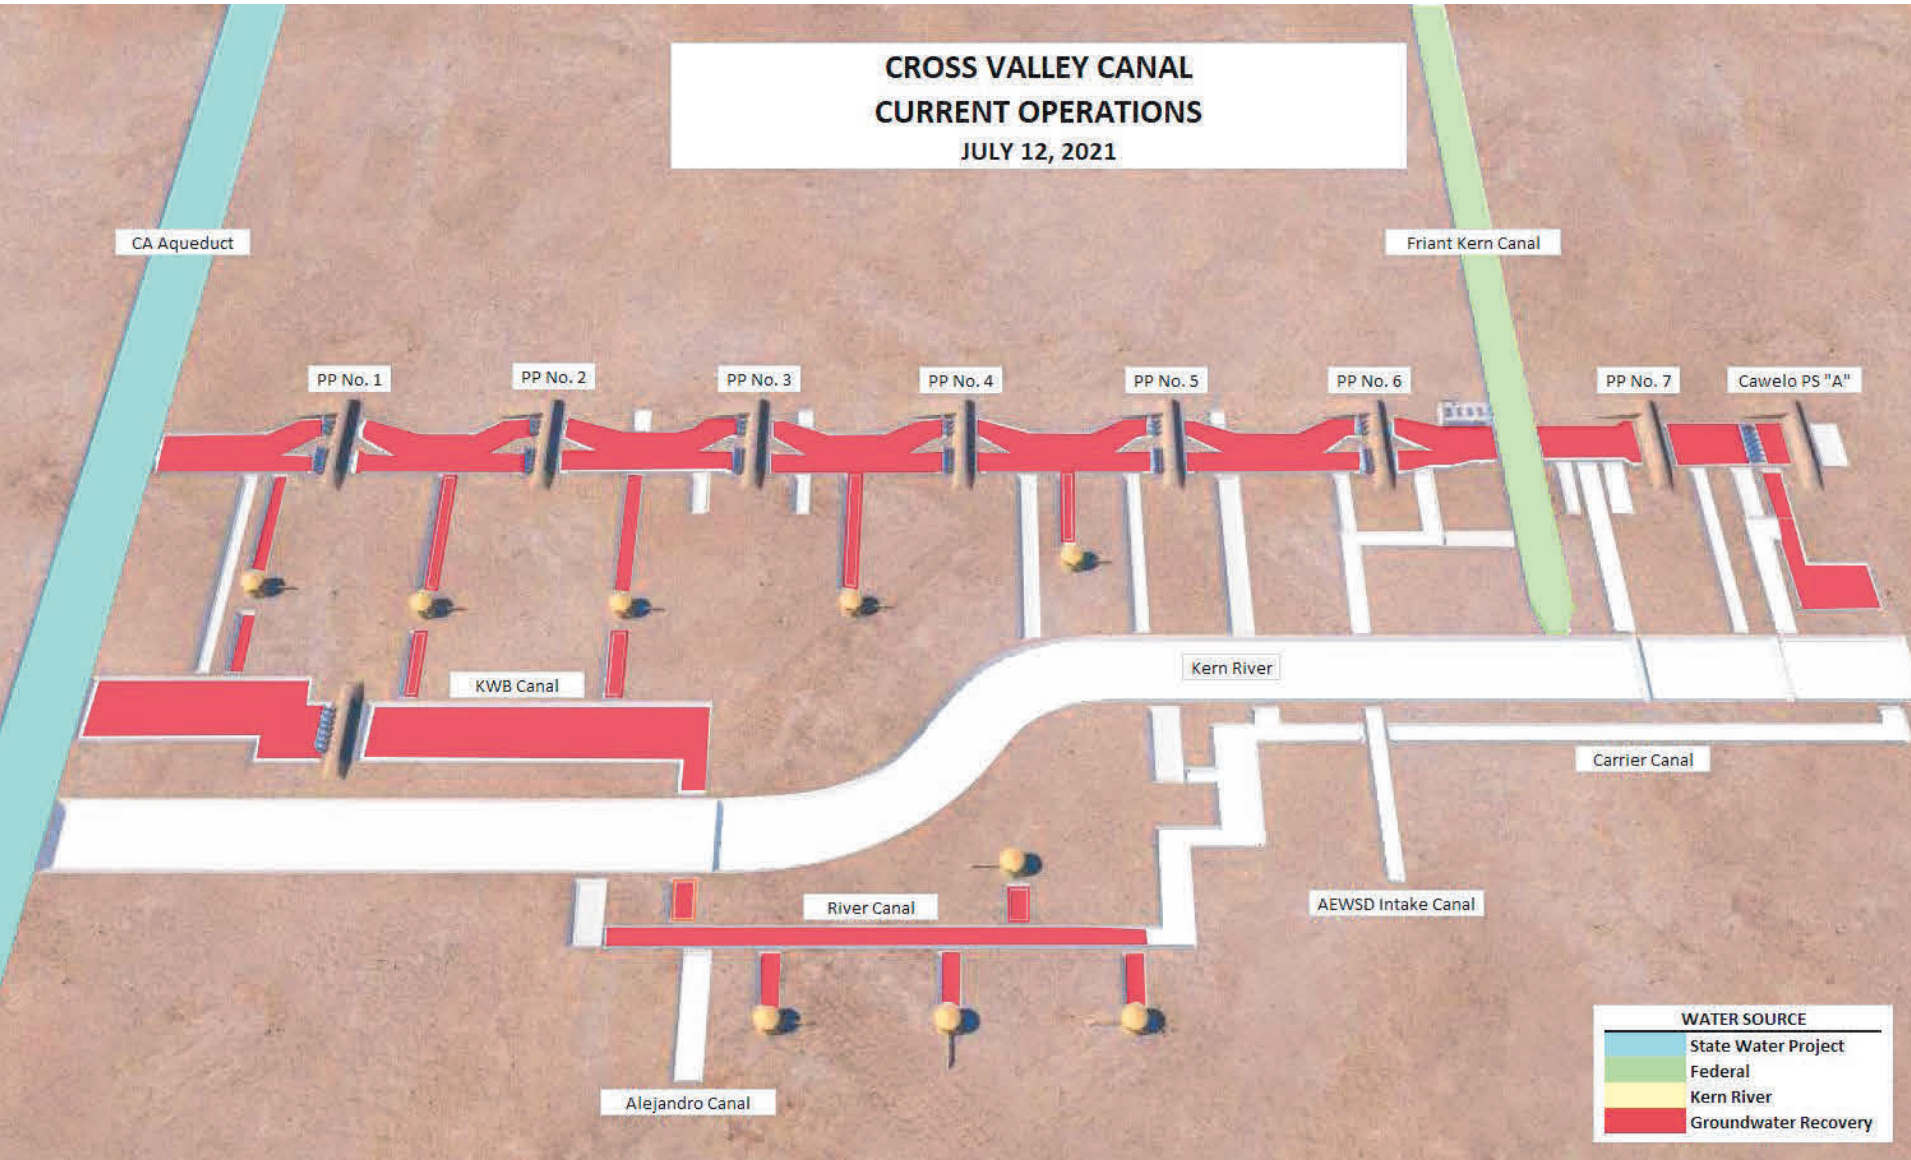 CROSS VALLEY CANAL
CURRENT OPERATIONS
JULY 12, 2021
CA Aqueduct
Friant Kern Canal
PP No. 1
PP No. 2
PP No. 3
PP No. 4
PP No. 5
PP No. 6
PP No. 7
Cawelo PS "A"
KWB Canal
Kern River
Carrier Canal
River Canal
AEWSD Intake Canal
Alejandro Canal
WATER SOURCE
State Water Project
Federal
Kern River
Groundwater Recovery